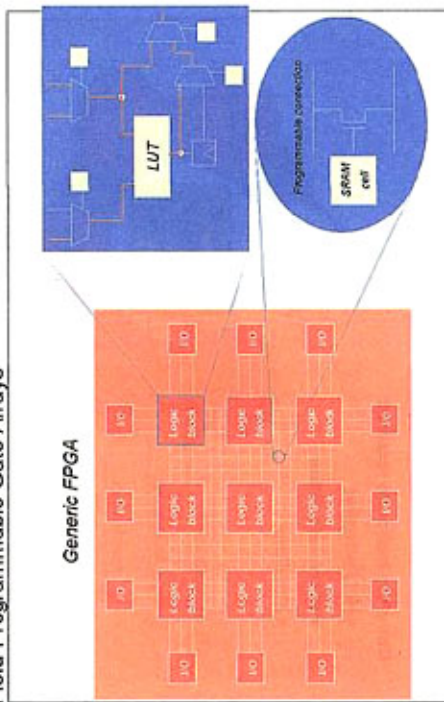 Field Programmable Gate Arrays
Generic FPGA
I/O I/O I/O
I/O Logic Logic Logic I/O
block block block
I/O Logic Logic Logic I/O
block block block
I/O Logic Logic Logic I/O
block block block
I/O I/O I/O
LUT
Programmable connection
SRAM
cell